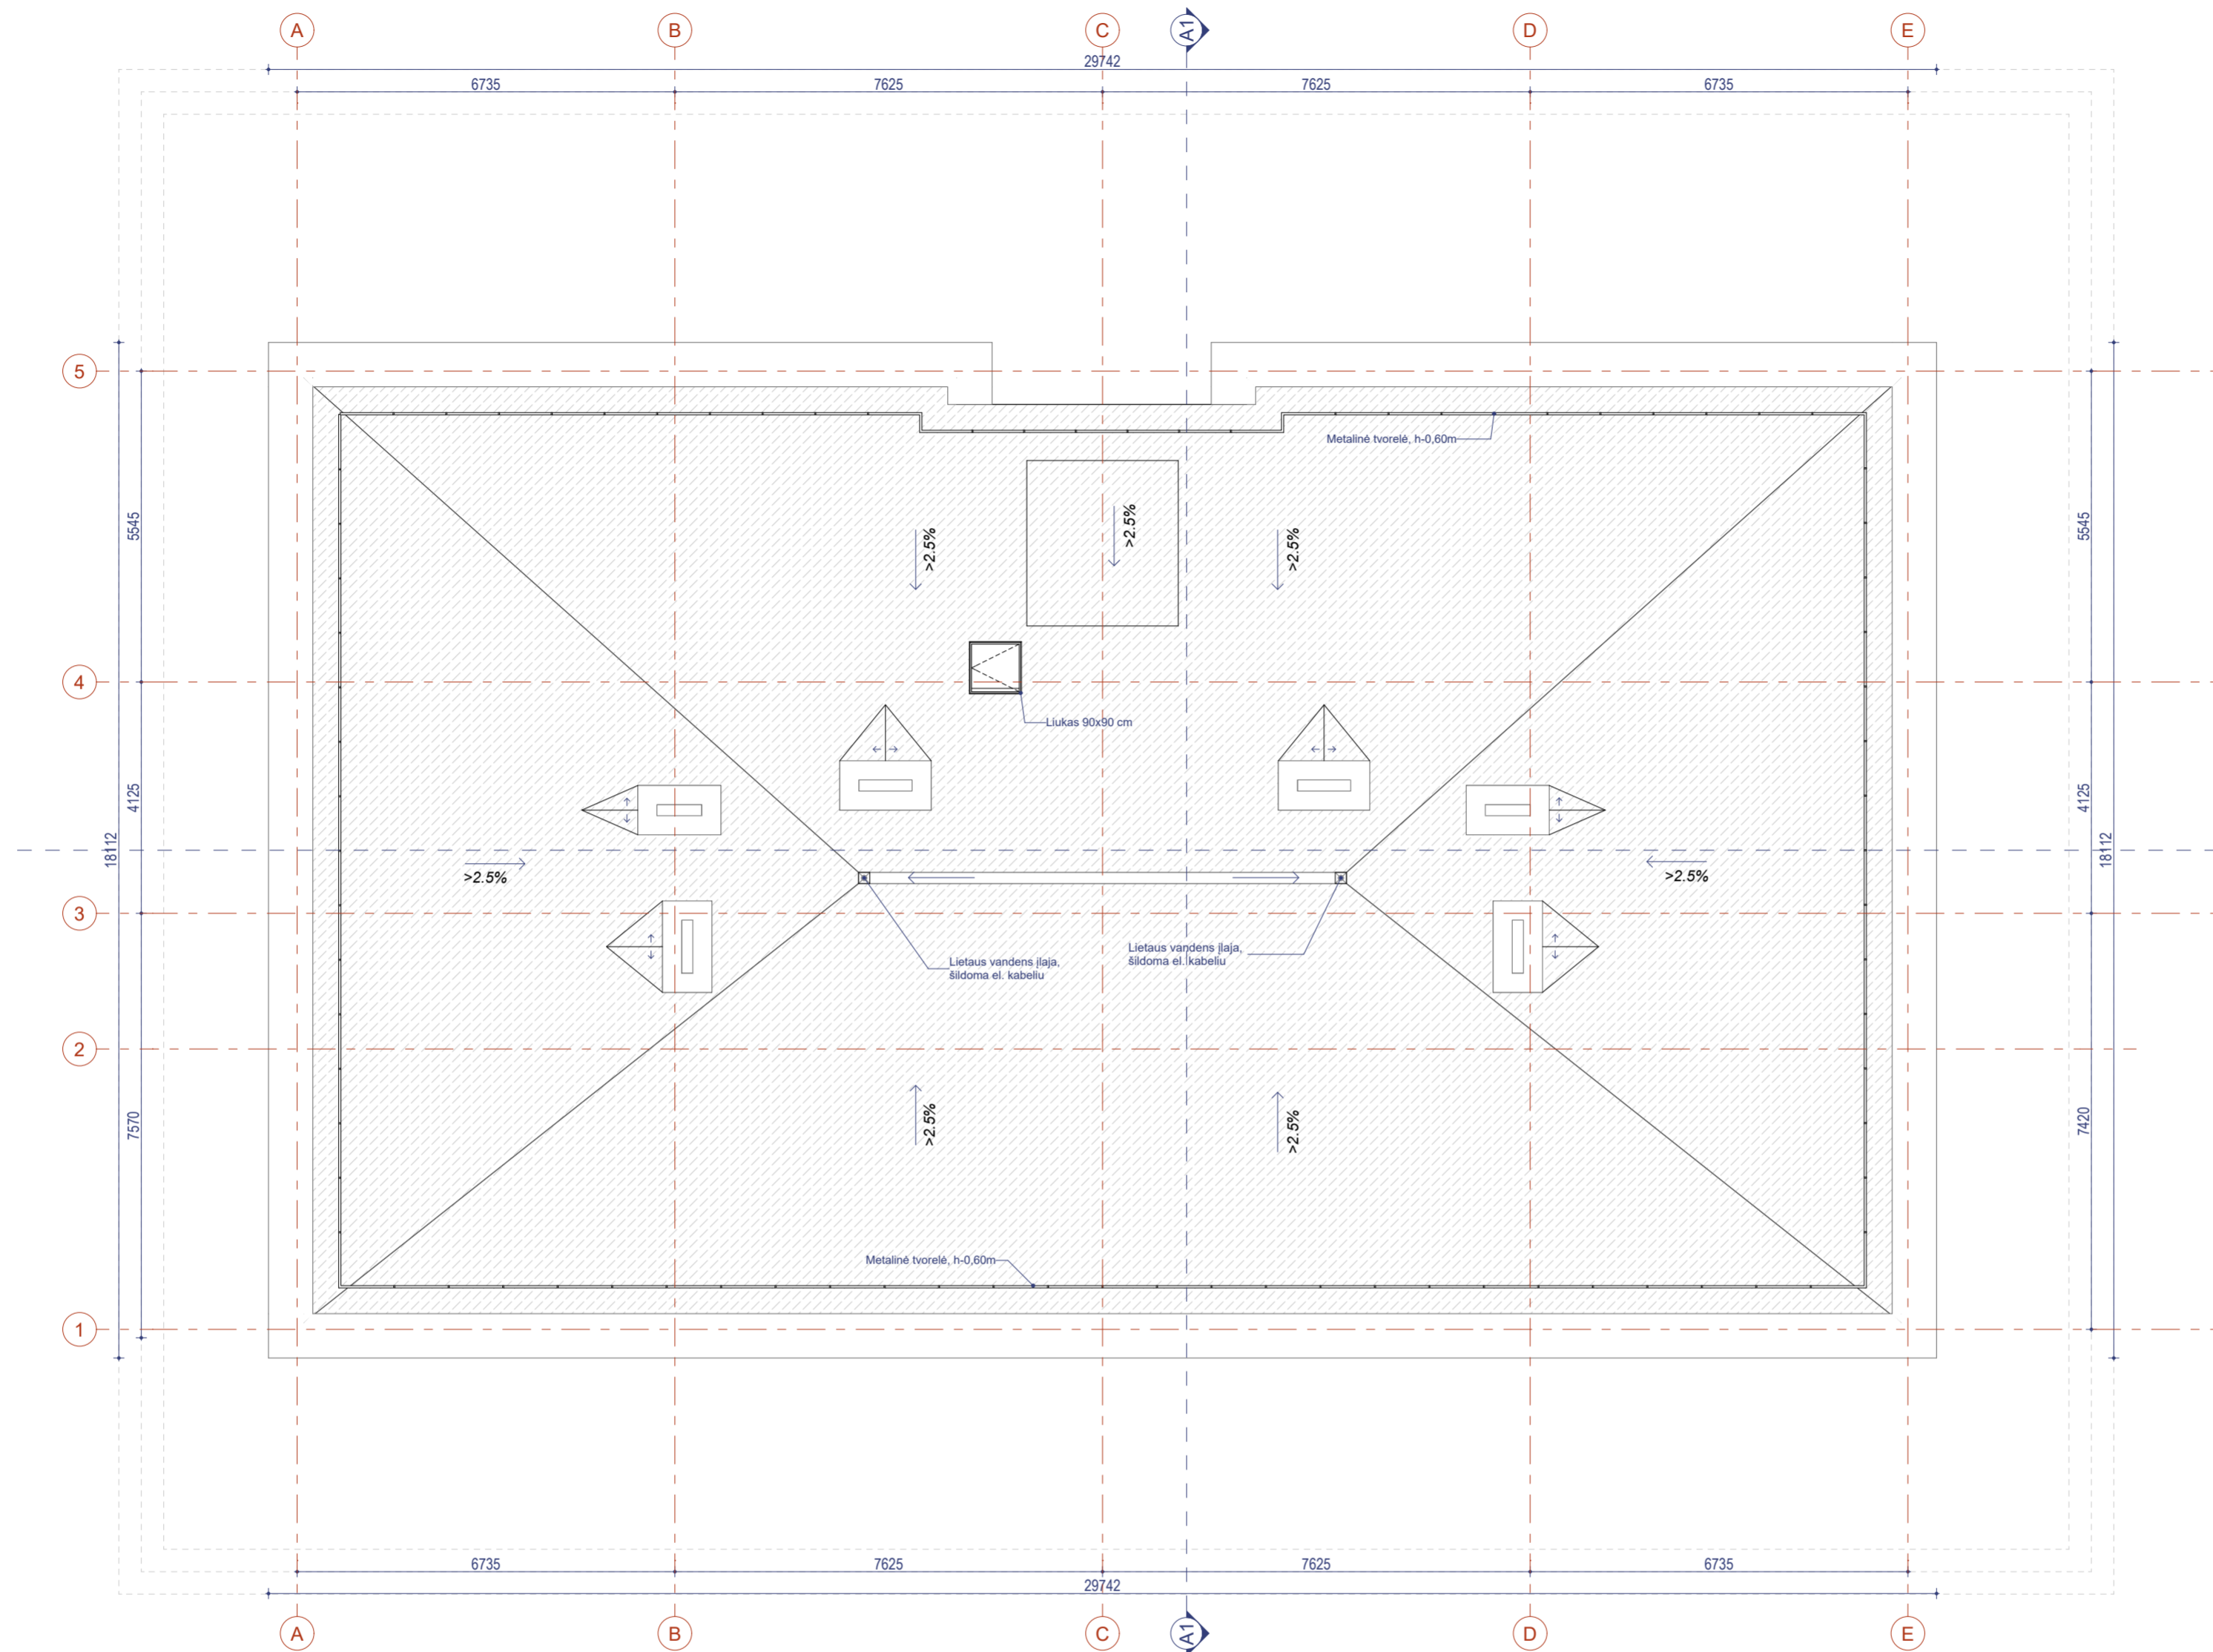 A
B
C
A1
D
E
29742
6735
7625
7625
6735
5
Metalinė tvorelė, h-0,60m
>2.5%
>2.5%
>2.5%
5545
5545
4
Liukas 90x90 cm
4125
4125
18112
18112
>2.5%
>2.5%
3
Lietaus vandens įlaja,
šildoma el. kabeliu
Lietaus vandens įlaja,
šildoma el. kabeliu
2
7570
>2.5%
>2.5%
7420
Metalinė tvorelė, h-0,60m
1
6735
7625
7625
6735
29742
A
B
C
A1
D
E